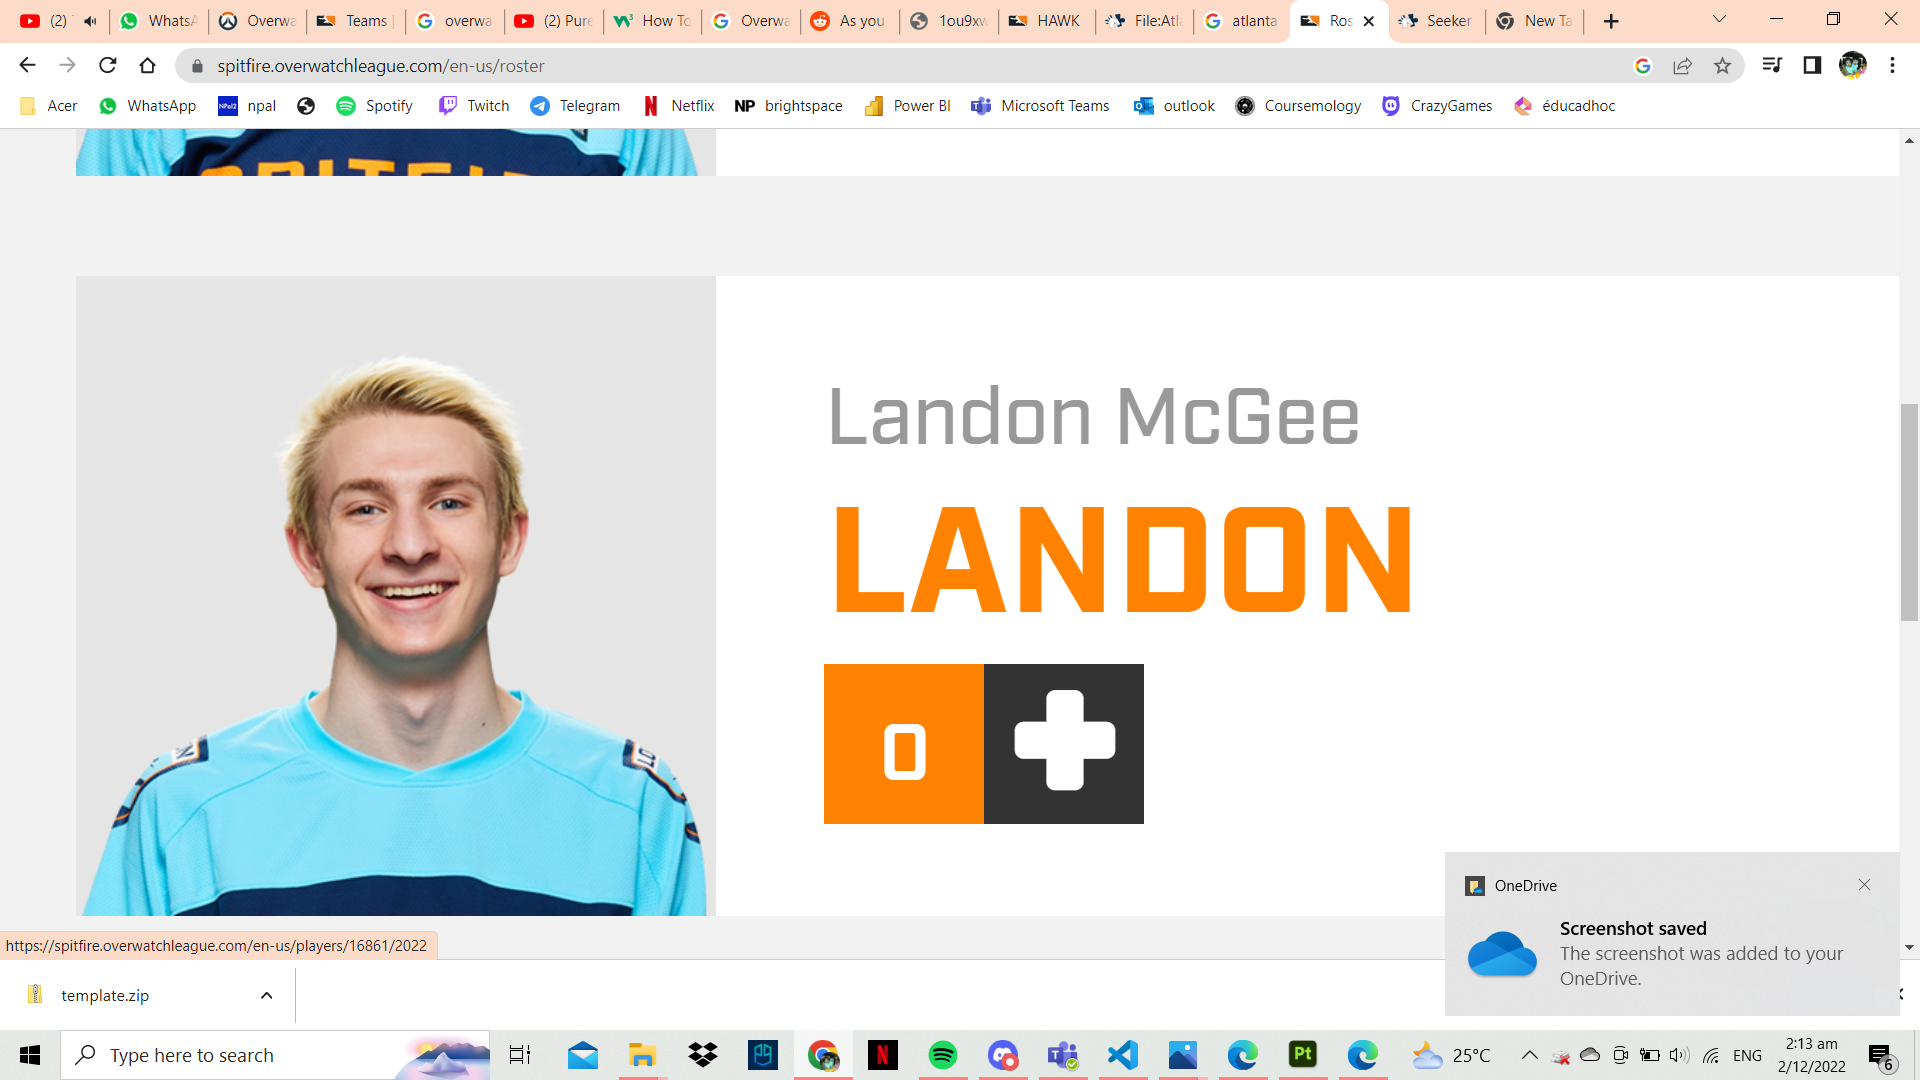 (2)
WhatsA
Overwa
Teams
overwa
(2) Pure
How To
Overwa
As you
1ou9xw
HAWK
File:Atla
atlanta
Ros
Seeker
New Ta
spitfire.overwatchleague.com/en-us/roster
Acer
WhatsApp
NPal2 npal
Spotify
Twitch
Telegram
Netflix
NP brightspace
Power BI
Microsoft Teams
outlook
Coursemology
CrazyGames
éducadhoc
Landon McGee
LANDON
0
OneDrive
Screenshot saved
The screenshot was added to your
OneDrive.
https://spitfire.overwatchleague.com/en-us/players/16861/2022
template.zip
Type here to search
Pt
25°C
ENG
2:13 am
2/12/2022
6